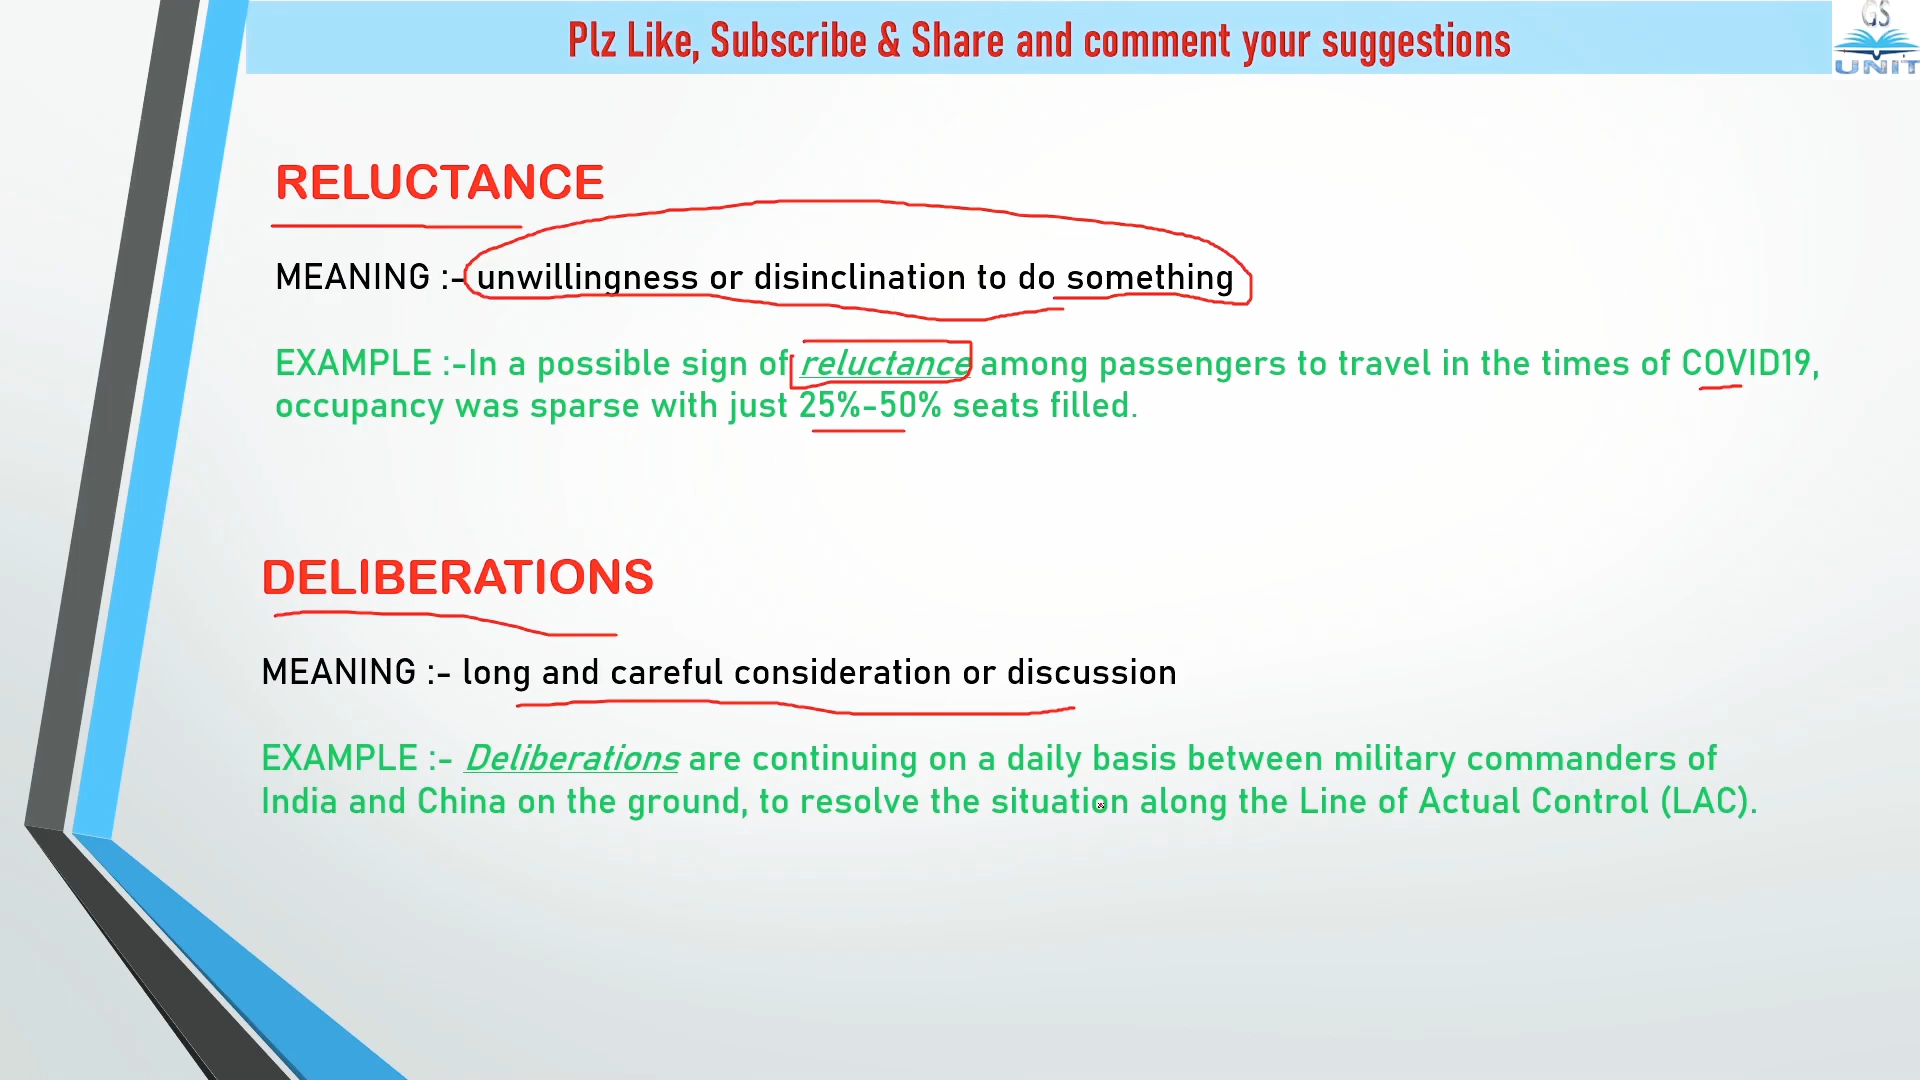 Plz Like, Subscribe & Share and comment your suggestions
GS
UNIT
RELUCTANCE
MEANING :- unwillingness or disinclination to do something
EXAMPLE :-In a possible sign of reluctance among passengers to travel in the times of COVID19,
occupancy was sparse with just 25%-50% seats filled.
DELIBERATIONS
MEANING :- long and careful consideration or discussion
EXAMPLE :- Deliberations are continuing on a daily basis between military commanders of
India and China on the ground, to resolve the situation along the Line of Actual Control (LAC).